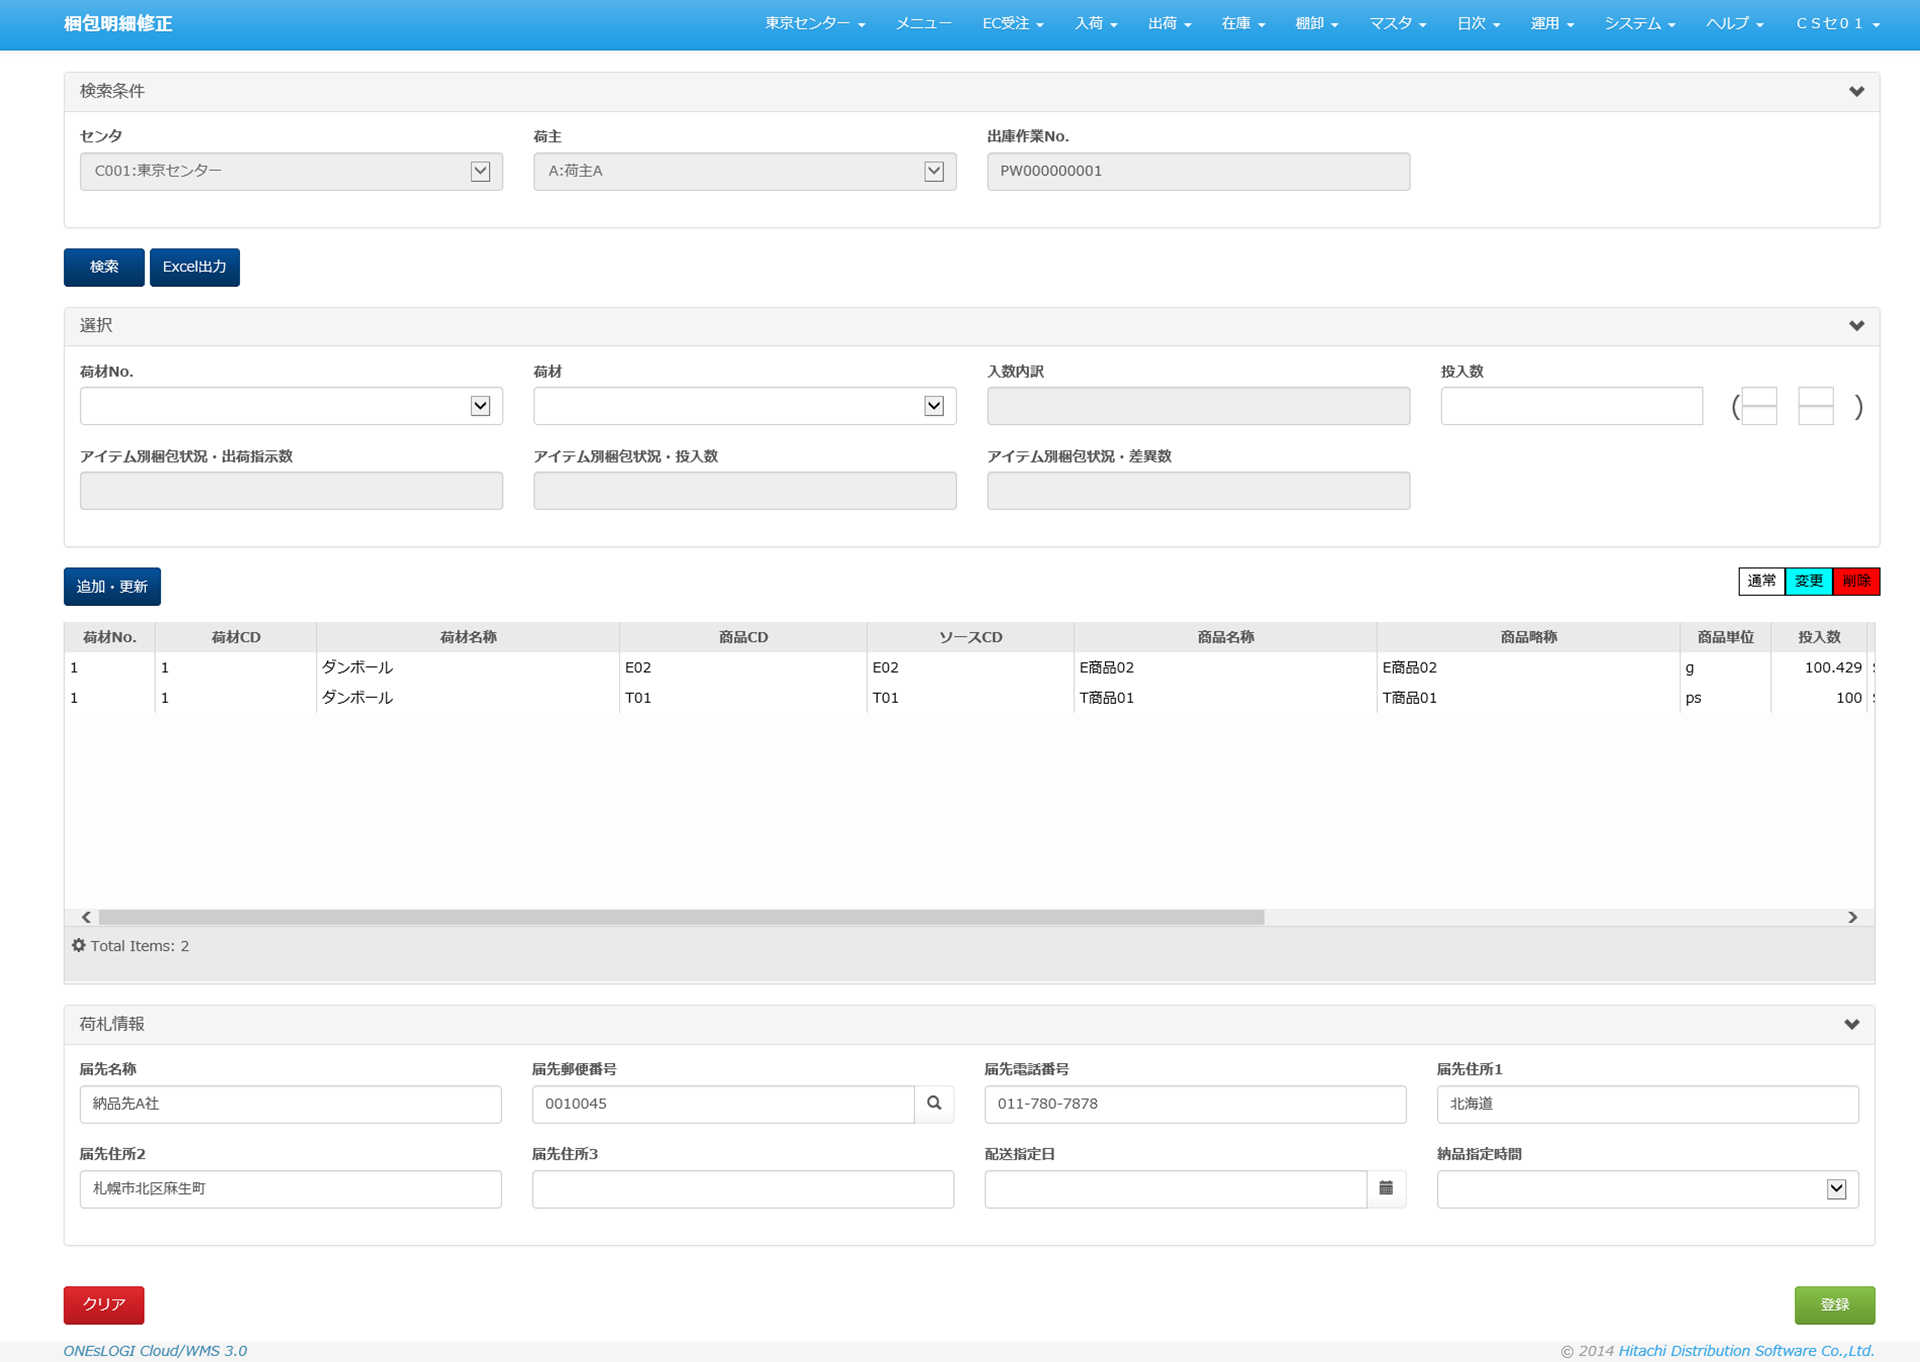 梱包明細修正 東京センター メニュー EC受注 入荷 出荷 在庫 棚卸 マスタ 日次 運用 システム ヘルプ ＣＳセ０１
検索条件
センタ 荷主 出庫作業No.
C001:東京センター A:荷主A PW000000001
検索 Excel出力
選択
荷材No. 荷材 入数内訳 投入数
( )
アイテム別梱包状況・出荷指示数 アイテム別梱包状況・投入数 アイテム別梱包状況・差異数
追加・更新 通常 変更 削除
荷材No. 荷材CD 荷材名称 商品CD ソースCD 商品名称 商品略称 商品単位 投入数
1 1 ダンボール E02 E02 E商品02 E商品02 g 100.429
1 1 ダンボール T01 T01 T商品01 T商品01 ps 100
Total Items: 2
荷札情報
届先名称 届先郵便番号 届先電話番号 届先住所1
納品先A社 0010045 011-780-7878 北海道
届先住所2 届先住所3 配送指定日 納品指定時間
札幌市北区麻生町
クリア 登録
ONEsLOGI Cloud/WMS 3.0 © 2014 Hitachi Distribution Software Co.,Ltd.